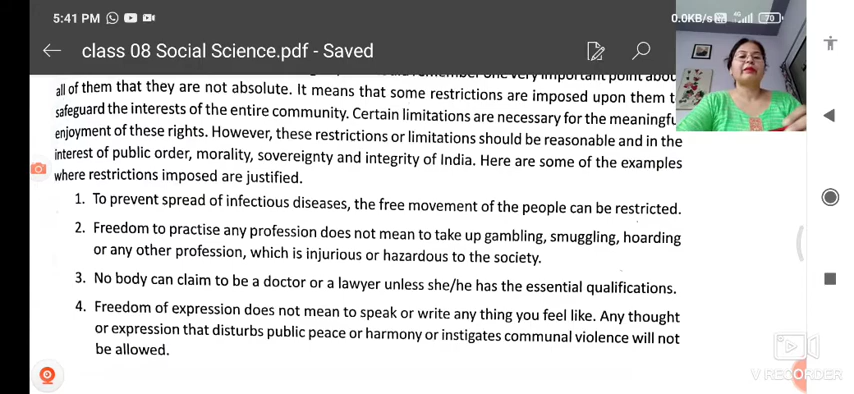 5:41 PM
0.0KB/s 4G 70
class 08 Social Science.pdf - Saved
remember one very important point about
all of them that they are not absolute. It means that some restrictions are imposed upon them
safeguard the interests of the entire community. Certain limitations are necessary for the meaningfu
enjoyment of these rights. However, these restrictions or limitations should be reasonable and in the
interest of public order, morality, sovereignty and integrity of India. Here are some of the examples
where restrictions imposed are justified.
1. To prevent spread of infectious diseases, the free movement of the people can be restricted.
2. Freedom to practise any profession does not mean to take up gambling, smuggling, hoarding
or any other profession, which is injurious or hazardous to the society.
3. No body can claim to be a doctor or a lawyer unless she/he has the essential qualifications.
4. Freedom of expression does not mean to speak or write any thing you feel like. Any thought
or expression that disturbs public peace or harmony or instigates communal violence will not
be allowed.
V RECORDER